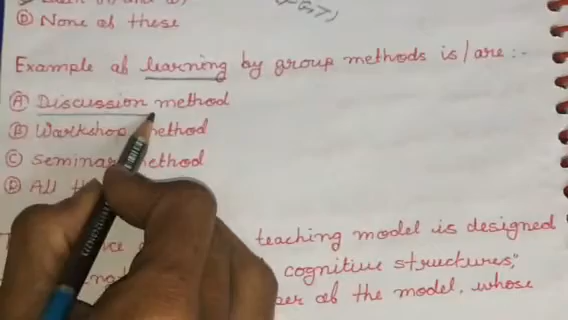 Ⓓ None of these
Example of learning by group methods is/are :-
Ⓐ Discussion method
Ⓑ Workshop method
Ⓒ Seminar method
Ⓓ All
teaching model is designed
cognitive structures,"
of the model, whose